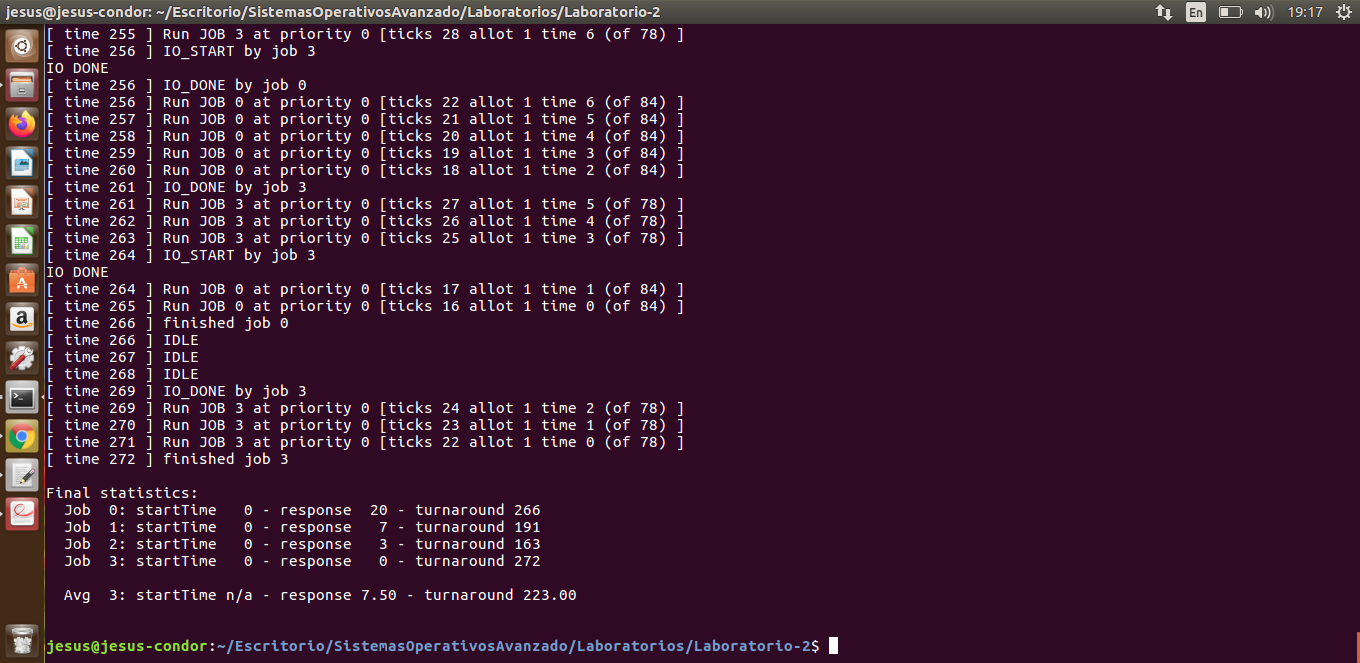 jesus@jesus-condor: ~/Escritorio/SistemasOperativosAvanzado/Laboratorios/Laboratorio-2
En
19:17
[ time 255 ] Run JOB 3 at priority 0 [ticks 28 allot 1 time 6 (of 78) ]
[ time 256 ] IO_START by job 3
IO DONE
[ time 256 ] IO_DONE by job 0
[ time 256 ] Run JOB 0 at priority 0 [ticks 22 allot 1 time 6 (of 84) ]
[ time 257 ] Run JOB 0 at priority 0 [ticks 21 allot 1 time 5 (of 84) ]
[ time 258 ] Run JOB 0 at priority 0 [ticks 20 allot 1 time 4 (of 84) ]
[ time 259 ] Run JOB 0 at priority 0 [ticks 19 allot 1 time 3 (of 84) ]
[ time 260 ] Run JOB 0 at priority 0 [ticks 18 allot 1 time 2 (of 84) ]
[ time 261 ] IO_DONE by job 3
[ time 261 ] Run JOB 3 at priority 0 [ticks 27 allot 1 time 5 (of 78) ]
[ time 262 ] Run JOB 3 at priority 0 [ticks 26 allot 1 time 4 (of 78) ]
[ time 263 ] Run JOB 3 at priority 0 [ticks 25 allot 1 time 3 (of 78) ]
[ time 264 ] IO_START by job 3
IO DONE
[ time 264 ] Run JOB 0 at priority 0 [ticks 17 allot 1 time 1 (of 84) ]
[ time 265 ] Run JOB 0 at priority 0 [ticks 16 allot 1 time 0 (of 84) ]
[ time 266 ] finished job 0
[ time 266 ] IDLE
[ time 267 ] IDLE
[ time 268 ] IDLE
[ time 269 ] IO_DONE by job 3
[ time 269 ] Run JOB 3 at priority 0 [ticks 24 allot 1 time 2 (of 78) ]
[ time 270 ] Run JOB 3 at priority 0 [ticks 23 allot 1 time 1 (of 78) ]
[ time 271 ] Run JOB 3 at priority 0 [ticks 22 allot 1 time 0 (of 78) ]
[ time 272 ] finished job 3
Final statistics:
Job  0: startTime   0 - response  20 - turnaround 266
Job  1: startTime   0 - response   7 - turnaround 191
Job  2: startTime   0 - response   3 - turnaround 163
Job  3: startTime   0 - response   0 - turnaround 272
Avg  3: startTime n/a - response 7.50 - turnaround 223.00
jesus@jesus-condor:~/Escritorio/SistemasOperativosAvanzado/Laboratorios/Laboratorio-2$